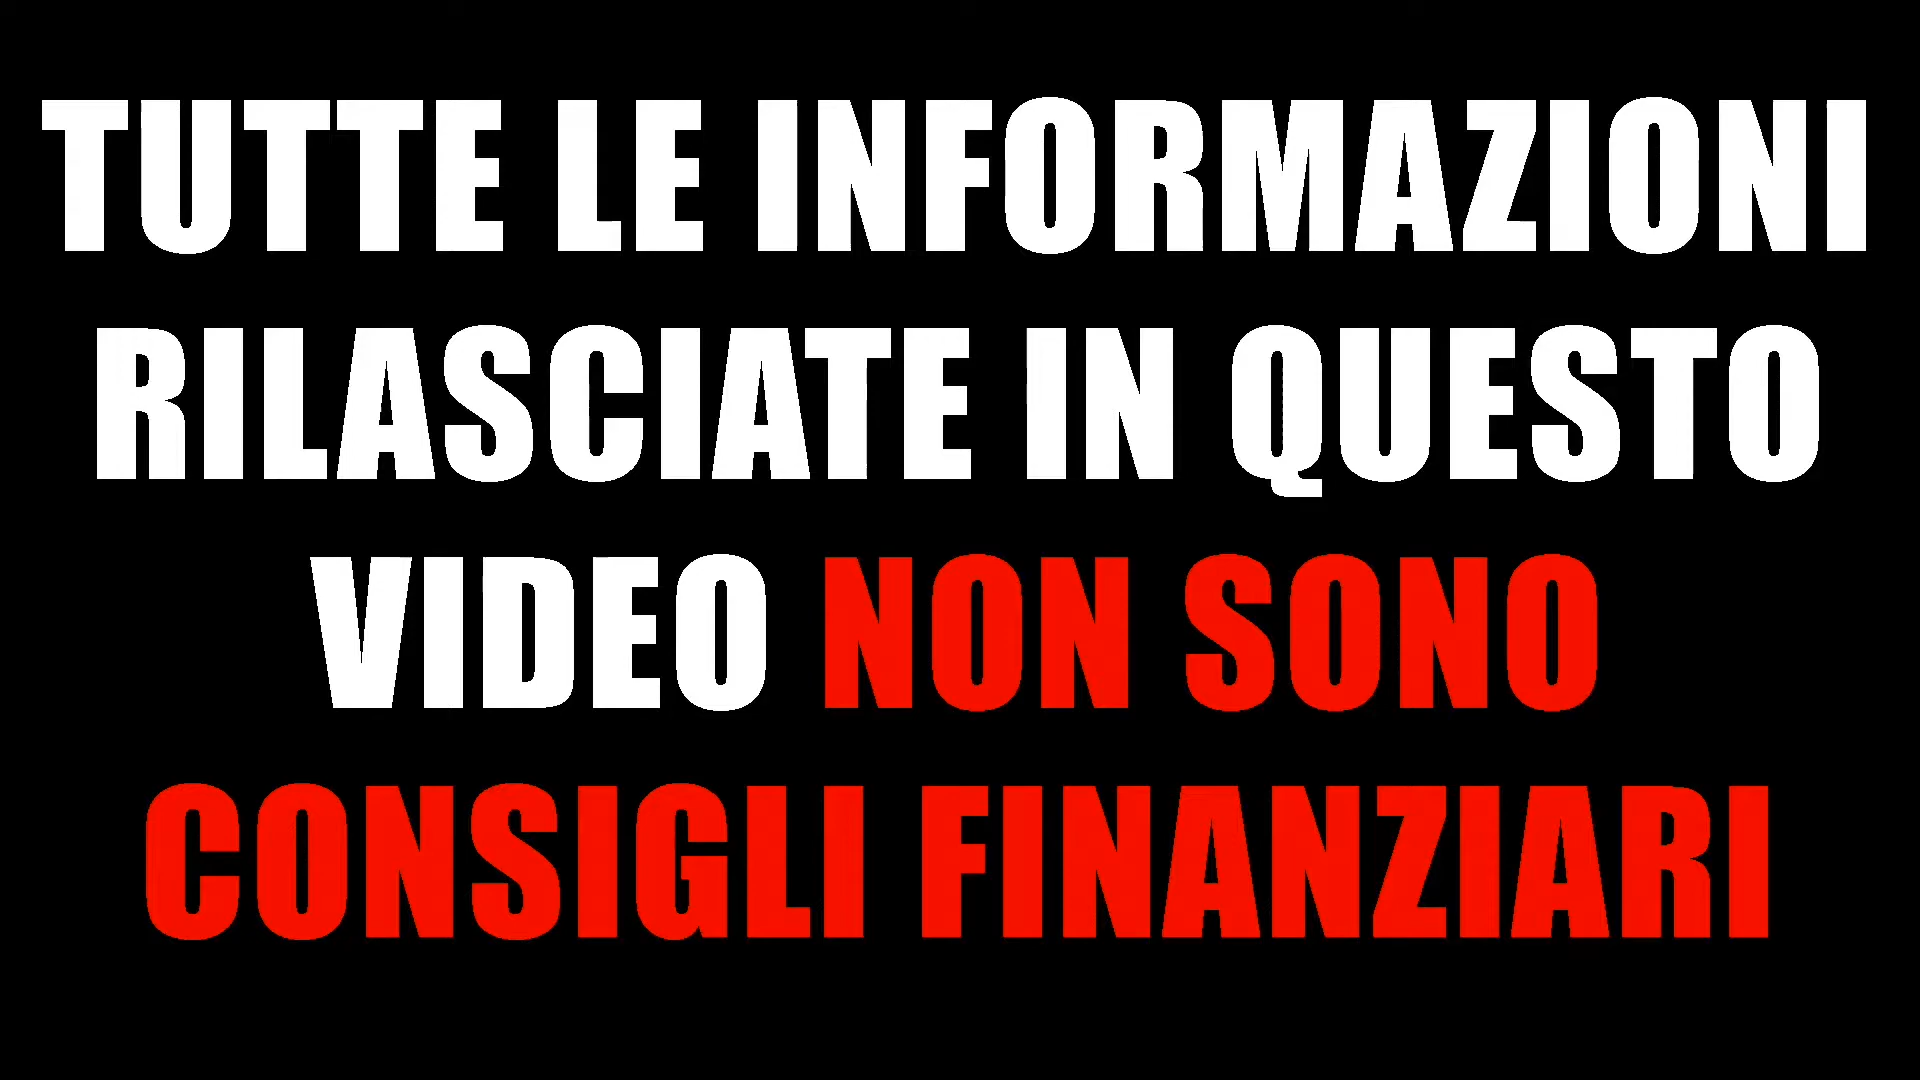 TUTTE LE INFORMAZIONI
RILASCIATE IN QUESTO
VIDEO NON SONO
CONSIGLI FINANZIARI